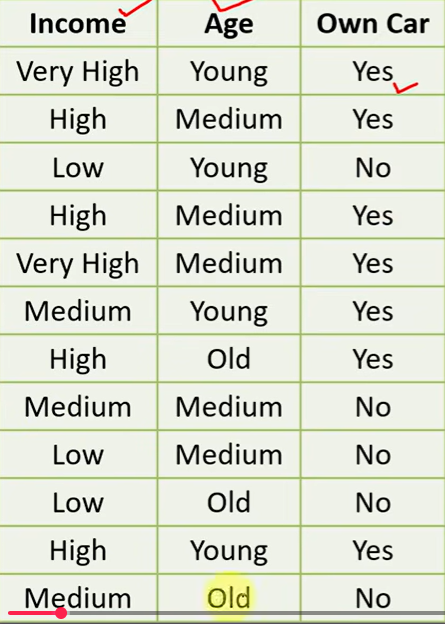 Income Age Own Car
Very High Young Yes
High Medium Yes
Low Young No
High Medium Yes
Very High Medium Yes
Medium Young Yes
High Old Yes
Medium Medium No
Low Medium No
Low Old No
High Young Yes
Medium Old No